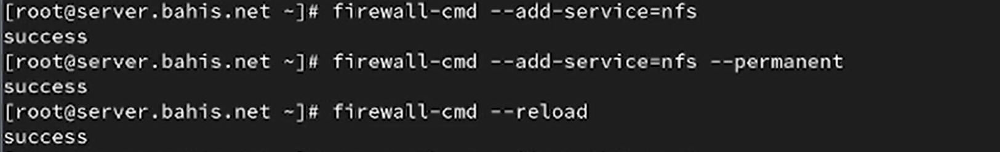 [root@server.bahis.net ~]# firewall-cmd --add-service=nfs
success
[root@server.bahis.net ~]# firewall-cmd --add-service=nfs --permanent
success
[root@server.bahis.net ~]# firewall-cmd --reload
success